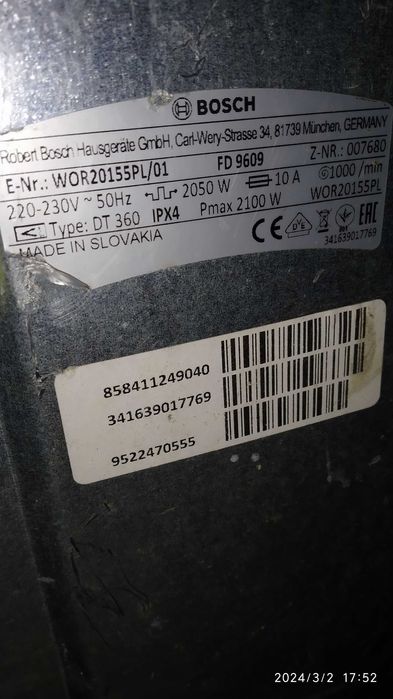 BOSCH
Robert Bosch Hausgeräte GmbH, Carl-Wery-Strasse 34, 81739 München, GERMANY
E-Nr.: WOR20155PL/01 FD 9609 Z-NR.: 007680
220-230V ~ 50Hz 2050 W 10 A 1000 /min
Type: DT 360 IPX4 Pmax 2100 W WOR20155PL
MADE IN SLOVAKIA CE EAC
341639017769
858411249040
341639017769
9522470555
2024/3/2 17:52